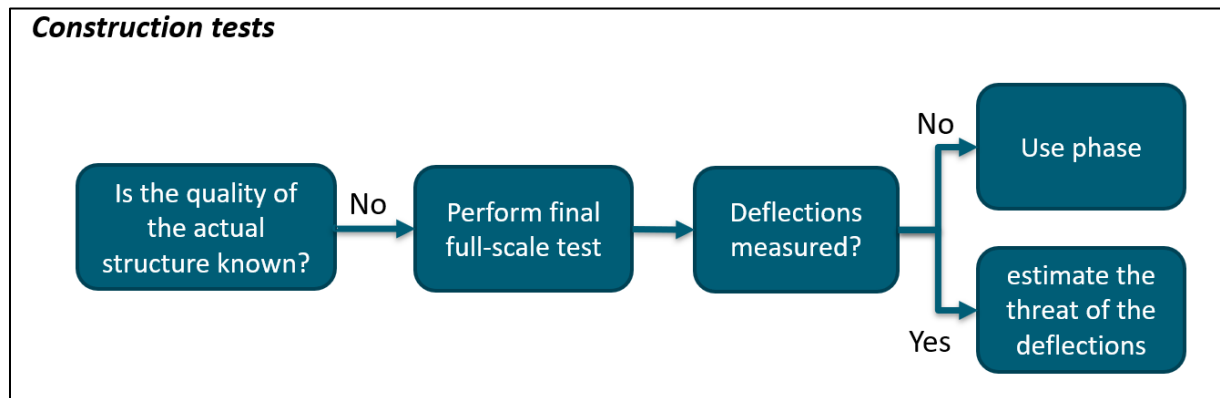 Construction tests
Is the quality of
the actual
structure known?
No
Perform final
full-scale test
Deflections
measured?
No
Use phase
Yes
estimate the
threat of the
deflections